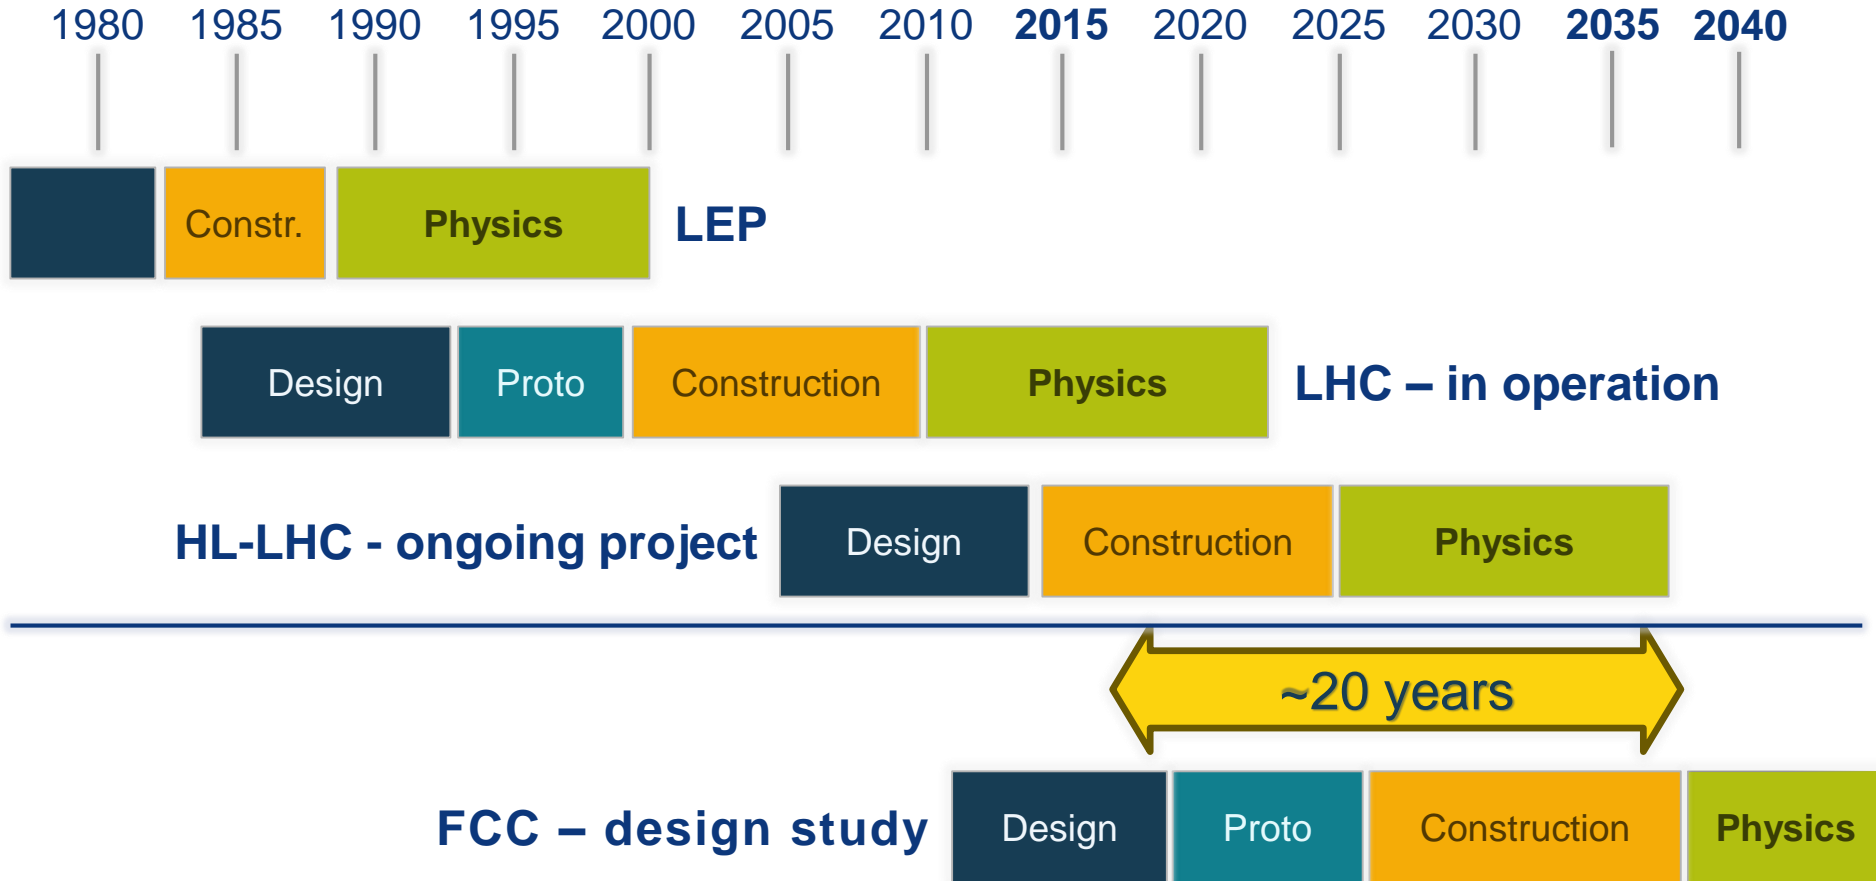 1980 1985 1990 1995 2000 2005 2010 2015 2020 2025 2030 2035 2040
Constr. Physics LEP
Design Proto Construction Physics LHC – in operation
HL-LHC - ongoing project Design Construction Physics
~20 years
FCC – design study Design Proto Construction Physics